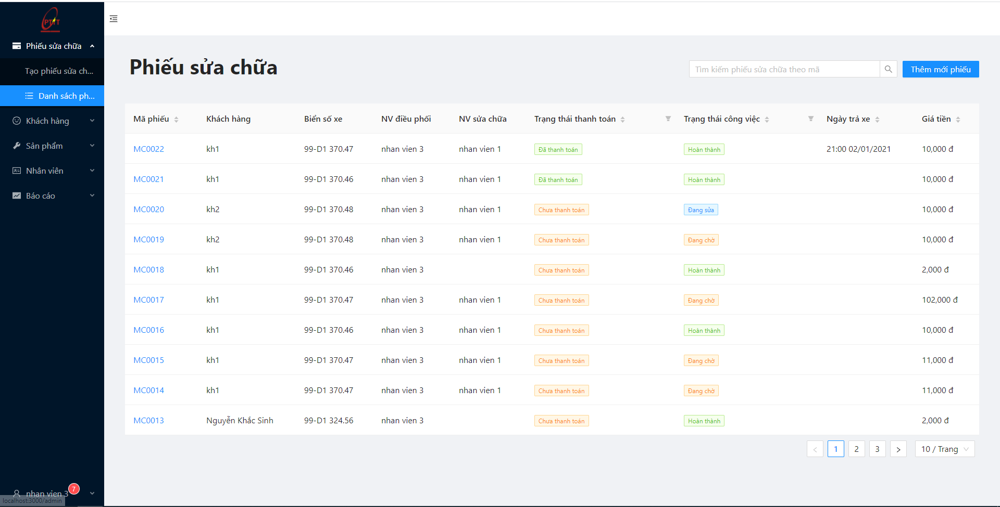 PTIT
Phiếu sửa chữa
Tạo phiếu sửa ch...
Danh sách ph...
Khách hàng
Sản phẩm
Nhân viên
Báo cáo
nhan vien 3 7
localhost:3000/admin
Phiếu sửa chữa
Tìm kiếm phiếu sửa chữa theo mã
Thêm mới phiếu
Mã phiếu Khách hàng Biển số xe NV điều phối NV sửa chữa Trạng thái thanh toán Trạng thái công việc Ngày trả xe Giá tiền
MC0022 kh1 99-D1 370.47 nhan vien 3 nhan vien 1 Đã thanh toán Hoàn thành 21:00 02/01/2021 10,000 đ
MC0021 kh1 99-D1 370.46 nhan vien 3 nhan vien 1 Đã thanh toán Hoàn thành 10,000 đ
MC0020 kh2 99-D1 370.48 nhan vien 3 nhan vien 1 Chưa thanh toán Đang sửa 10,000 đ
MC0019 kh2 99-D1 370.48 nhan vien 3 nhan vien 1 Chưa thanh toán Đang chờ 10,000 đ
MC0018 kh1 99-D1 370.46 nhan vien 3 Chưa thanh toán Hoàn thành 2,000 đ
MC0017 kh1 99-D1 370.47 nhan vien 3 nhan vien 1 Chưa thanh toán Đang chờ 102,000 đ
MC0016 kh1 99-D1 370.46 nhan vien 3 nhan vien 1 Chưa thanh toán Hoàn thành 10,000 đ
MC0015 kh1 99-D1 370.47 nhan vien 3 nhan vien 1 Chưa thanh toán Đang chờ 11,000 đ
MC0014 kh1 99-D1 370.47 nhan vien 3 nhan vien 1 Chưa thanh toán Đang chờ 11,000 đ
MC0013 Nguyễn Khắc Sinh 99-D1 324.56 nhan vien 3 Chưa thanh toán Hoàn thành 2,000 đ
< 1 2 3 > 10 / Trang